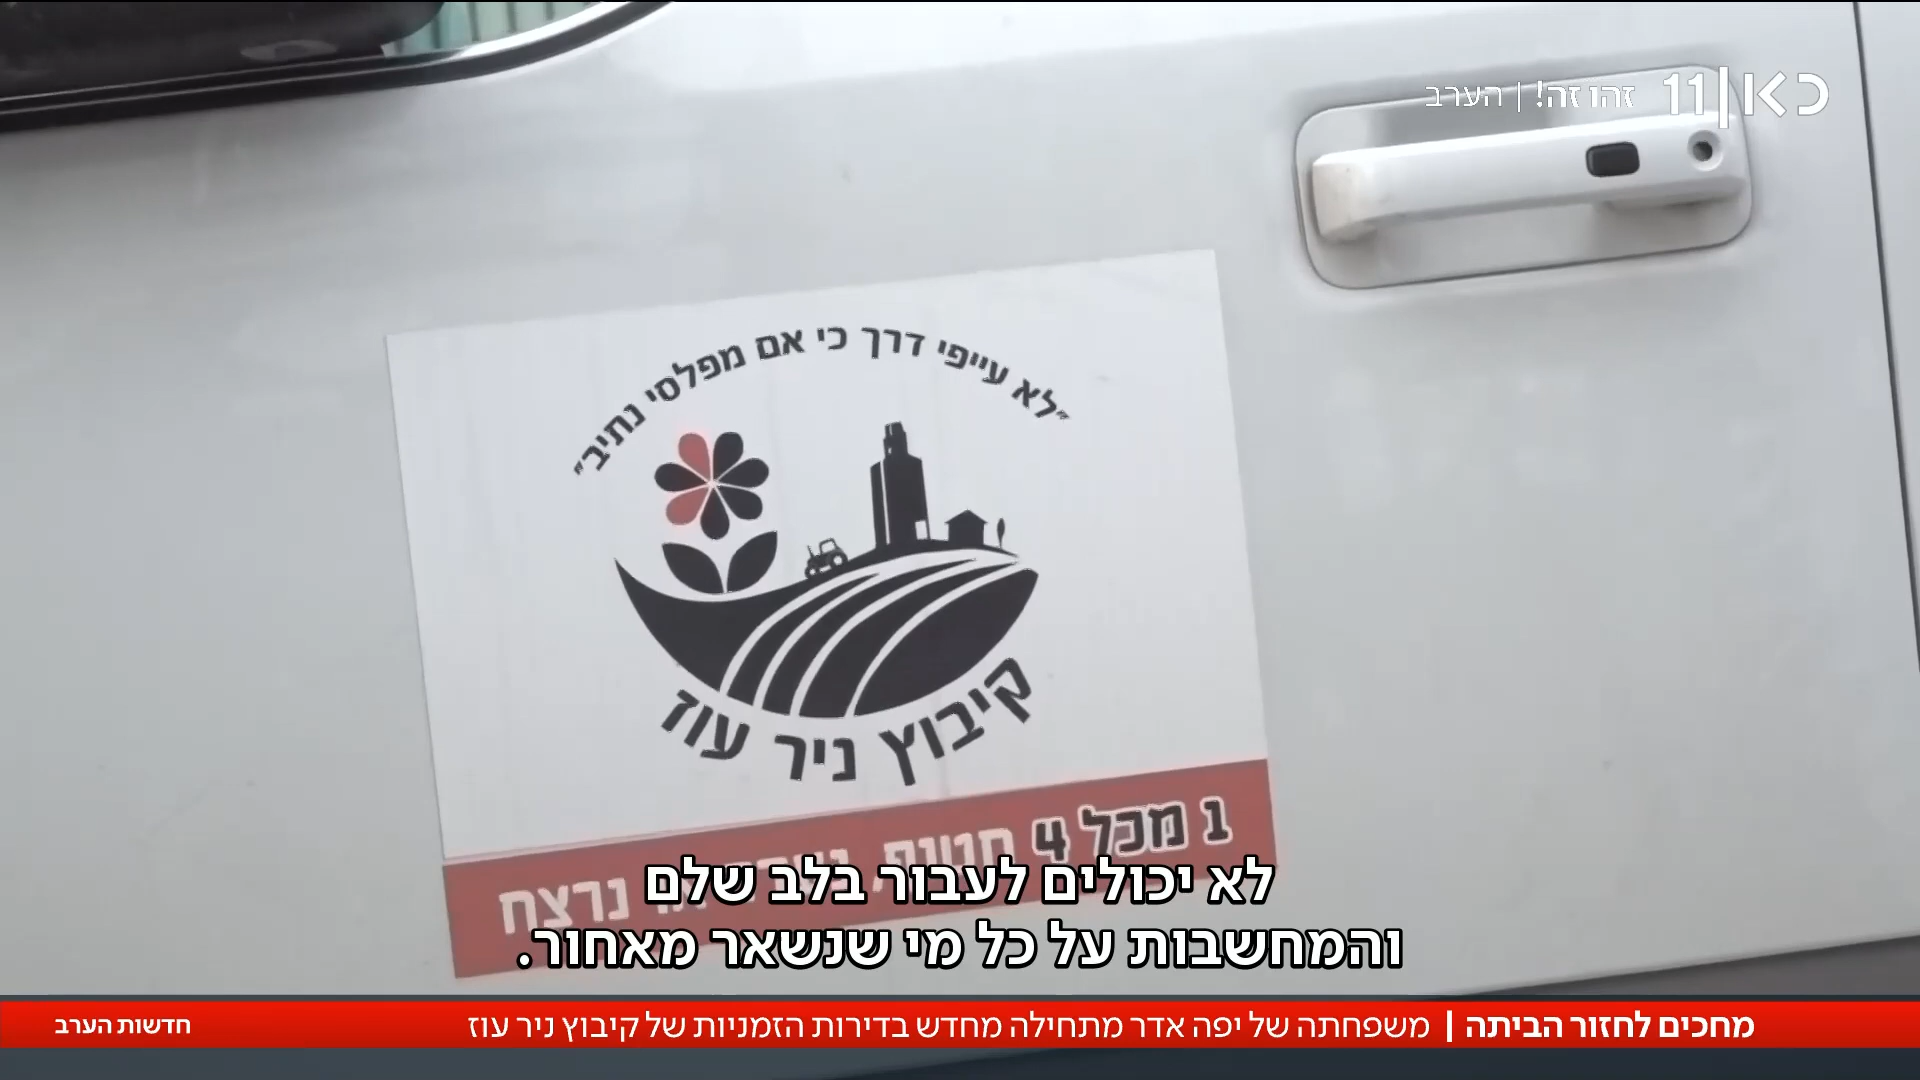 כאן 11 זהו זה! | הערב
"לא עייפי דרך כי אם מפלסי נתיב"
קיבוץ ניר עוז
1 מכל 4 חטוף, נרצח
לא יכולים לעבור בלב שלם
והמחשבות על כל מי שנשאר מאחור.
מחכים לחזור הביתה | משפחתה של יפה אדר מתחילה מחדש בדירות הזמניות של קיבוץ ניר עוז
חדשות הערב